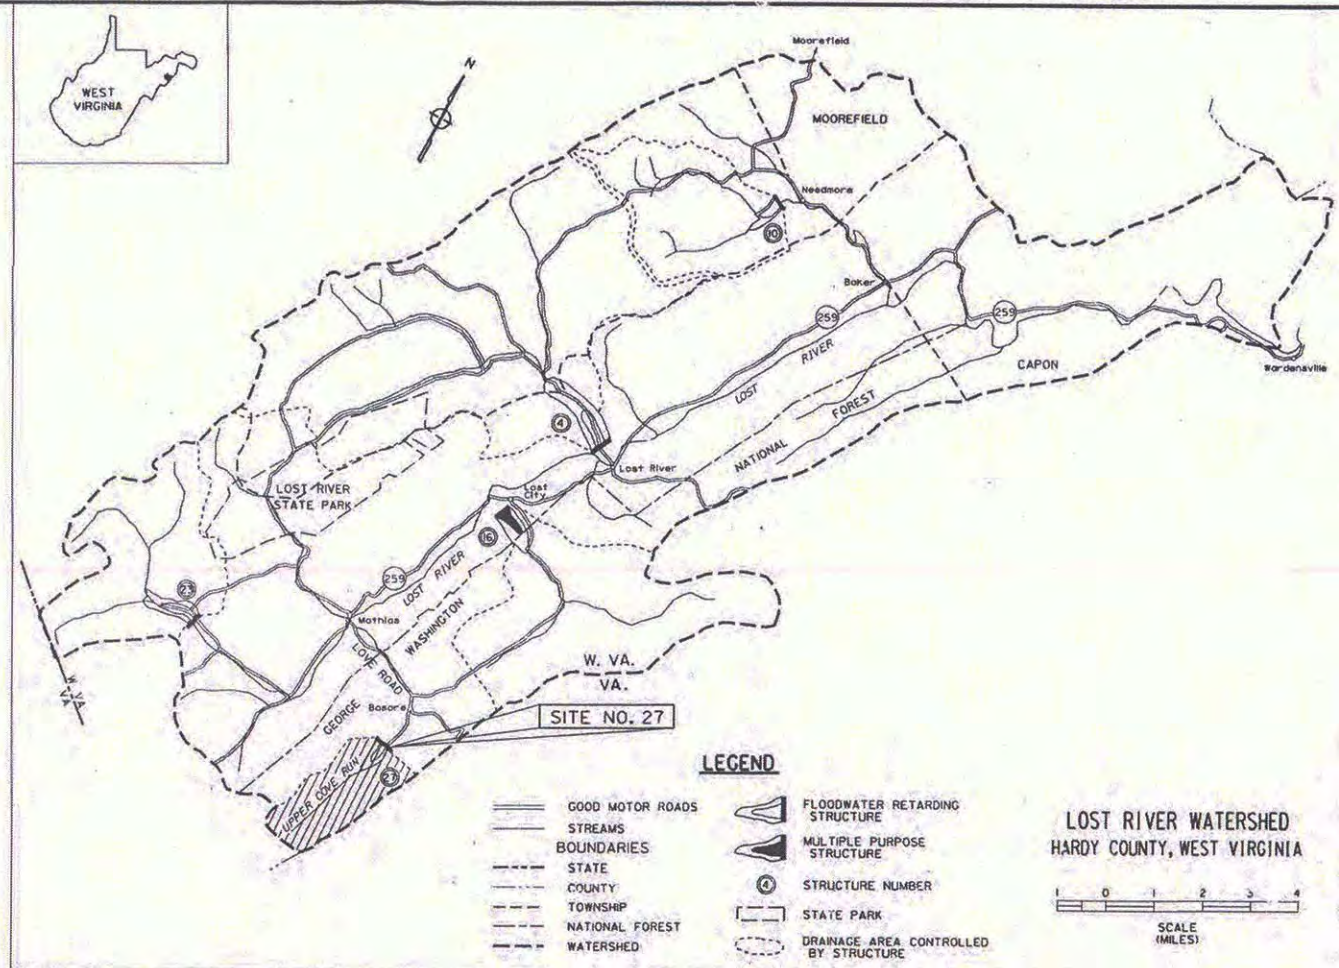 WEST
VIRGINIA
N
Moorefield
MOOREFIELD
Needmore
10
Baker
259
259
LOST RIVER
CAPON
FOREST
NATIONAL
Wardensville
4
Lost River
Lost
City
LOST RIVER
STATE PARK
16
23
259
LOST RIVER
WASHINGTON
Mathias
LOVE ROAD
W. VA.
VA.
W. VA.
VA.
GEORGE
Basore
SITE NO. 27
UPPER COVE RUN
27
LEGEND
GOOD MOTOR ROADS
STREAMS
BOUNDARIES
STATE
COUNTY
TOWNSHIP
NATIONAL FOREST
WATERSHED
FLOODWATER RETARDING
STRUCTURE
MULTIPLE PURPOSE
STRUCTURE
4 STRUCTURE NUMBER
STATE PARK
DRAINAGE AREA CONTROLLED
BY STRUCTURE
LOST RIVER WATERSHED
HARDY COUNTY, WEST VIRGINIA
1 0 1 2 3 4
SCALE
(MILES)